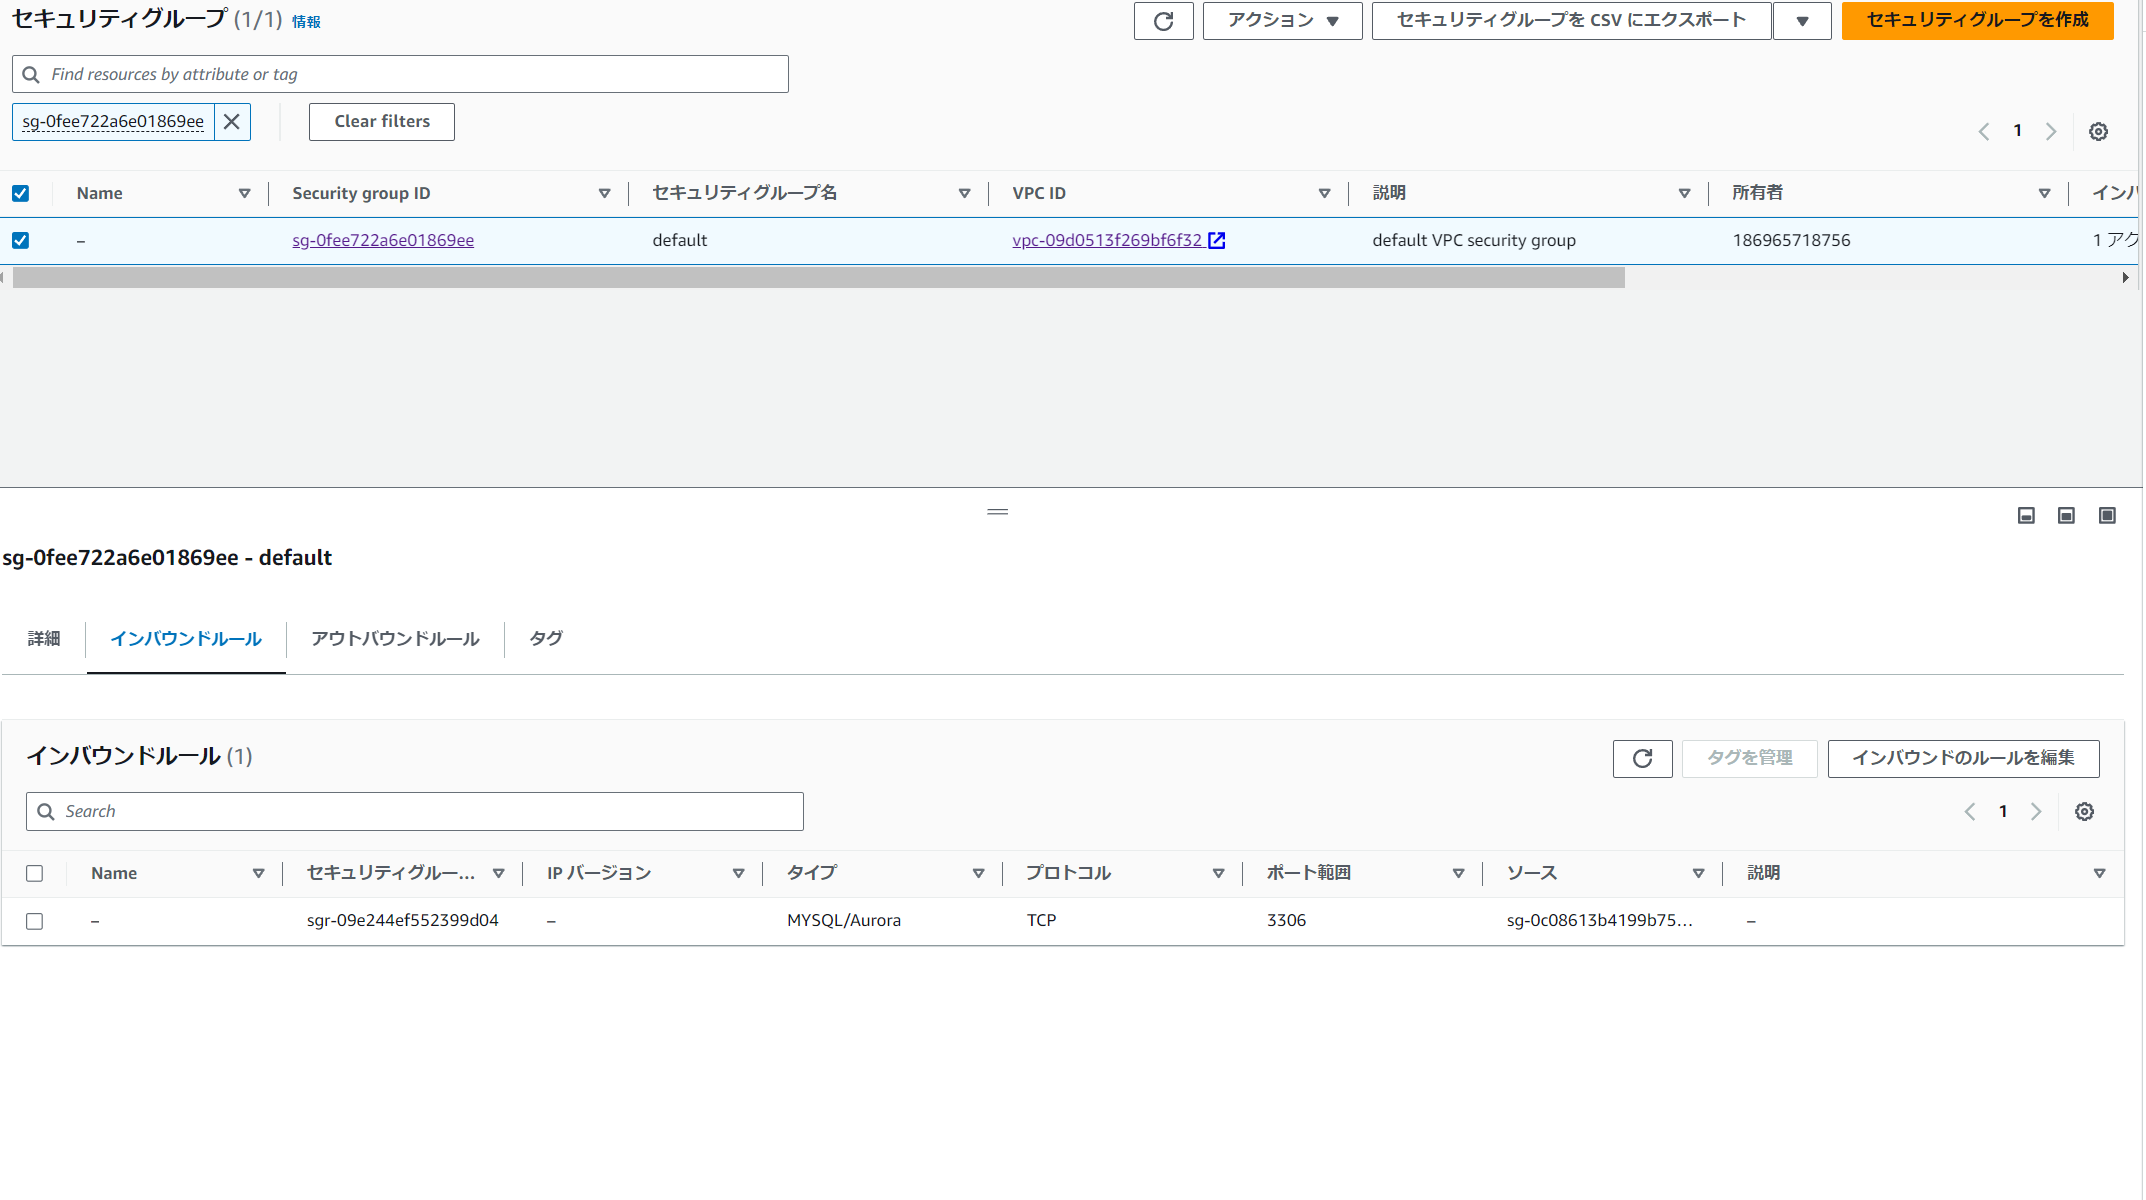 セキュリティグループ (1/1) 情報
アクション
セキュリティグループを CSV にエクスポート
セキュリティグループを作成
Find resources by attribute or tag
sg-0fee722a6e01869ee
Clear filters
1
Name Security group ID セキュリティグループ名 VPC ID 説明 所有者 インバ
– sg-0fee722a6e01869ee default vpc-09d0513f269bf6f32 default VPC security group 186965718756 1 アク
sg-0fee722a6e01869ee - default
詳細 インバウンドルール アウトバウンドルール タグ
インバウンドルール (1)
タグを管理
インバウンドのルールを編集
Search
1
Name セキュリティグルー... IP バージョン タイプ プロトコル ポート範囲 ソース 説明
– sgr-09e244ef552399d04 – MYSQL/Aurora TCP 3306 sg-0c08613b4199b75... –